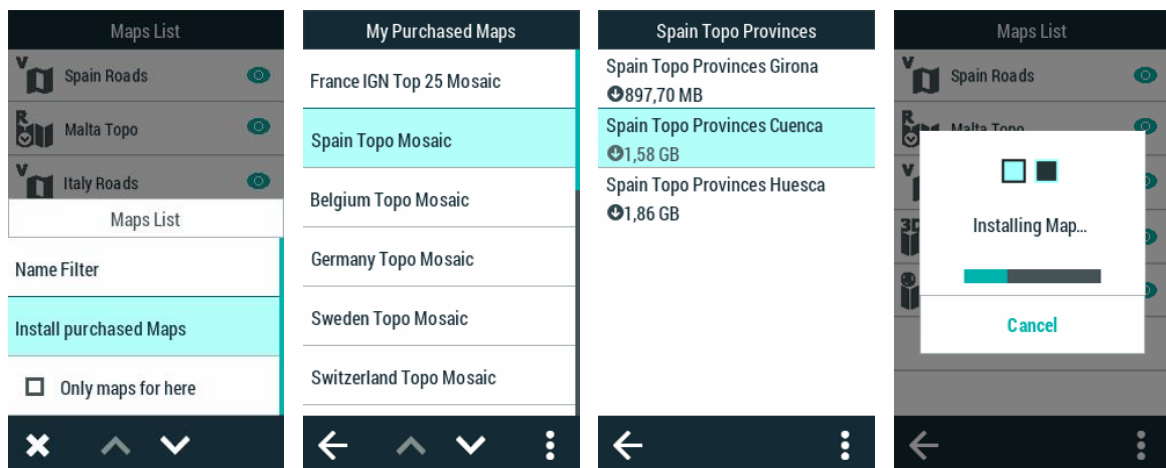 Maps List
V
Spain Roads
R
Malta Topo
V
Italy Roads
Maps List
Name Filter
Install purchased Maps
Only maps for here
My Purchased Maps
France IGN Top 25 Mosaic
Spain Topo Mosaic
Belgium Topo Mosaic
Germany Topo Mosaic
Sweden Topo Mosaic
Switzerland Topo Mosaic
Spain Topo Provinces
Spain Topo Provinces Girona
897,70 MB
Spain Topo Provinces Cuenca
1,58 GB
Spain Topo Provinces Huesca
1,86 GB
Maps List
V
Spain Roads
R
Malta Topo
V
3D
Installing Map...
Cancel